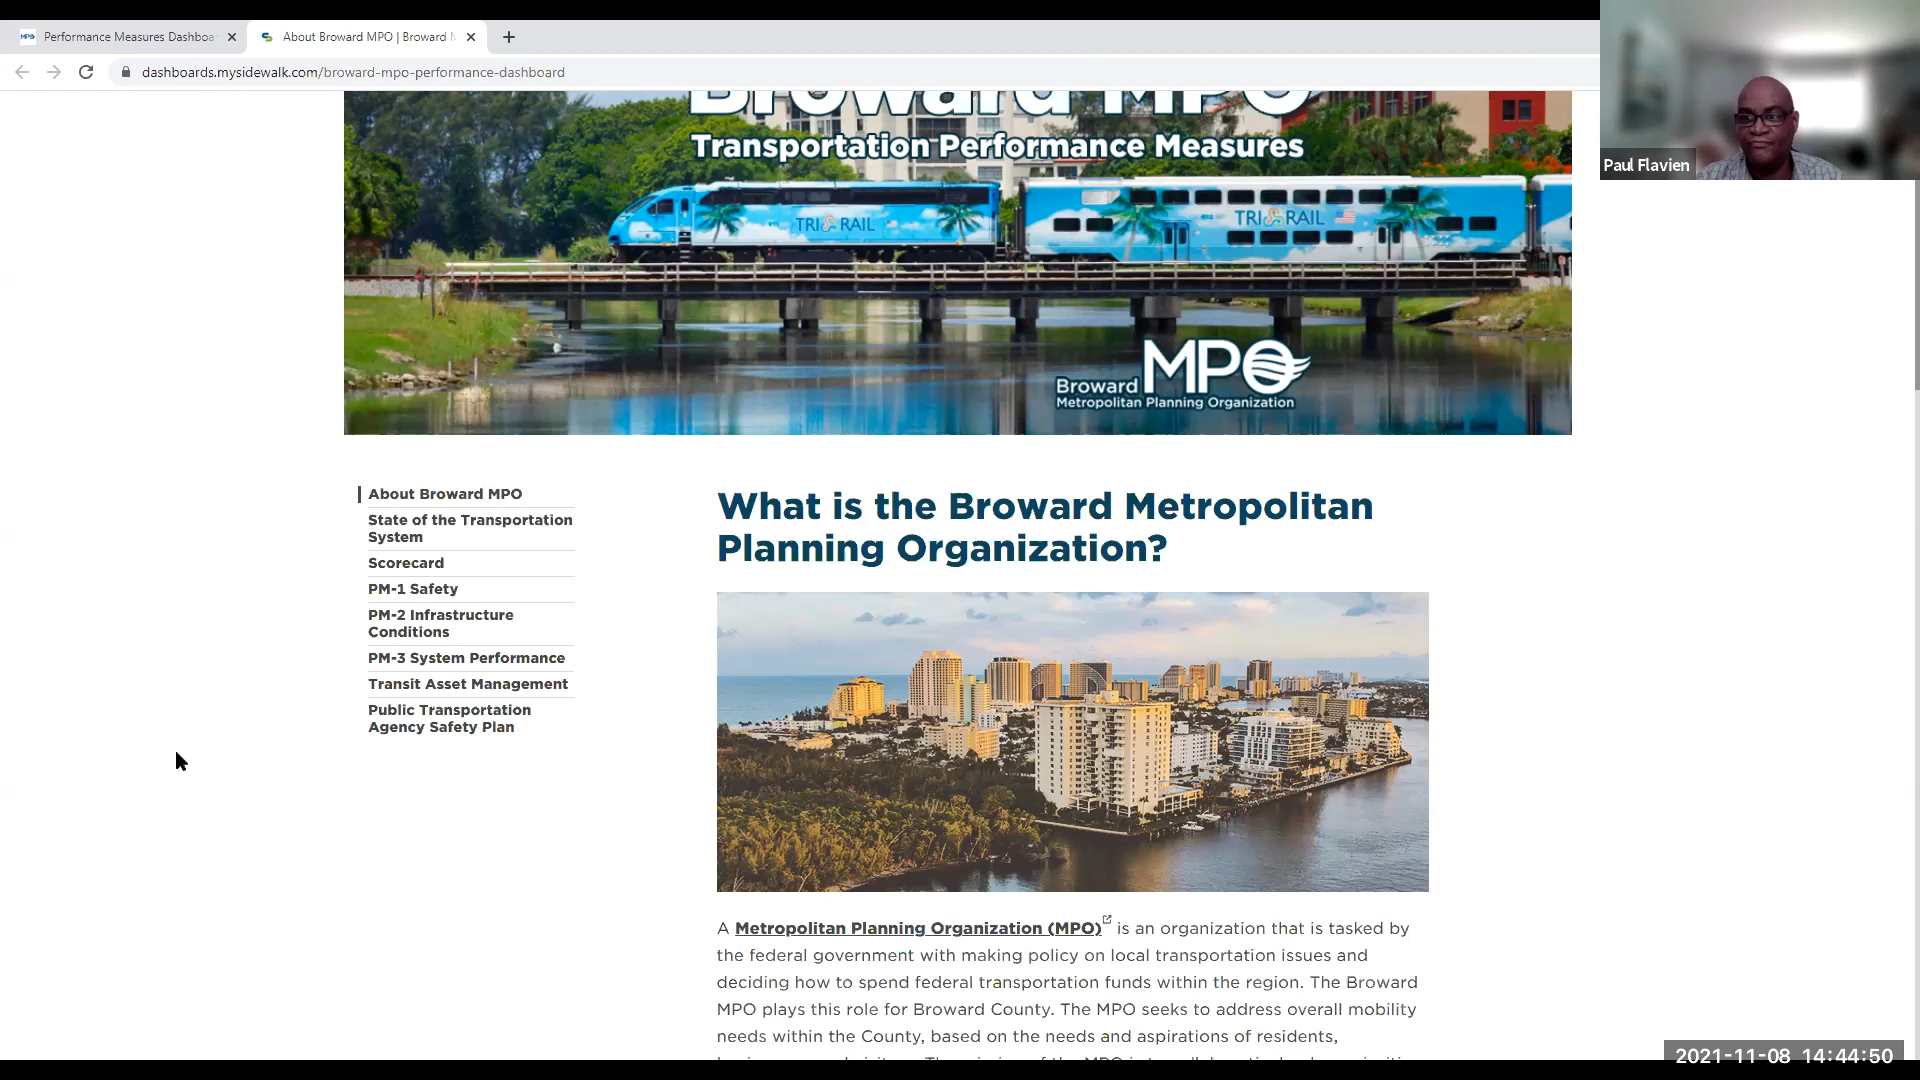 Performance Measures Dashboa
About Broward MPO | Broward
dashboards.mysidewalk.com/broward-mpo-performance-dashboard
Broward MPO
Transportation Performance Measures
TRI RAIL
TRI RAIL
Broward MPO
Metropolitan Planning Organization
Paul Flavien
About Broward MPO
State of the Transportation
System
Scorecard
PM-1 Safety
PM-2 Infrastructure
Conditions
PM-3 System Performance
Transit Asset Management
Public Transportation
Agency Safety Plan
What is the Broward Metropolitan
Planning Organization?
A Metropolitan Planning Organization (MPO) is an organization that is tasked by
the federal government with making policy on local transportation issues and
deciding how to spend federal transportation funds within the region. The Broward
MPO plays this role for Broward County. The MPO seeks to address overall mobility
needs within the County, based on the needs and aspirations of residents,
2021-11-08 14:44:50